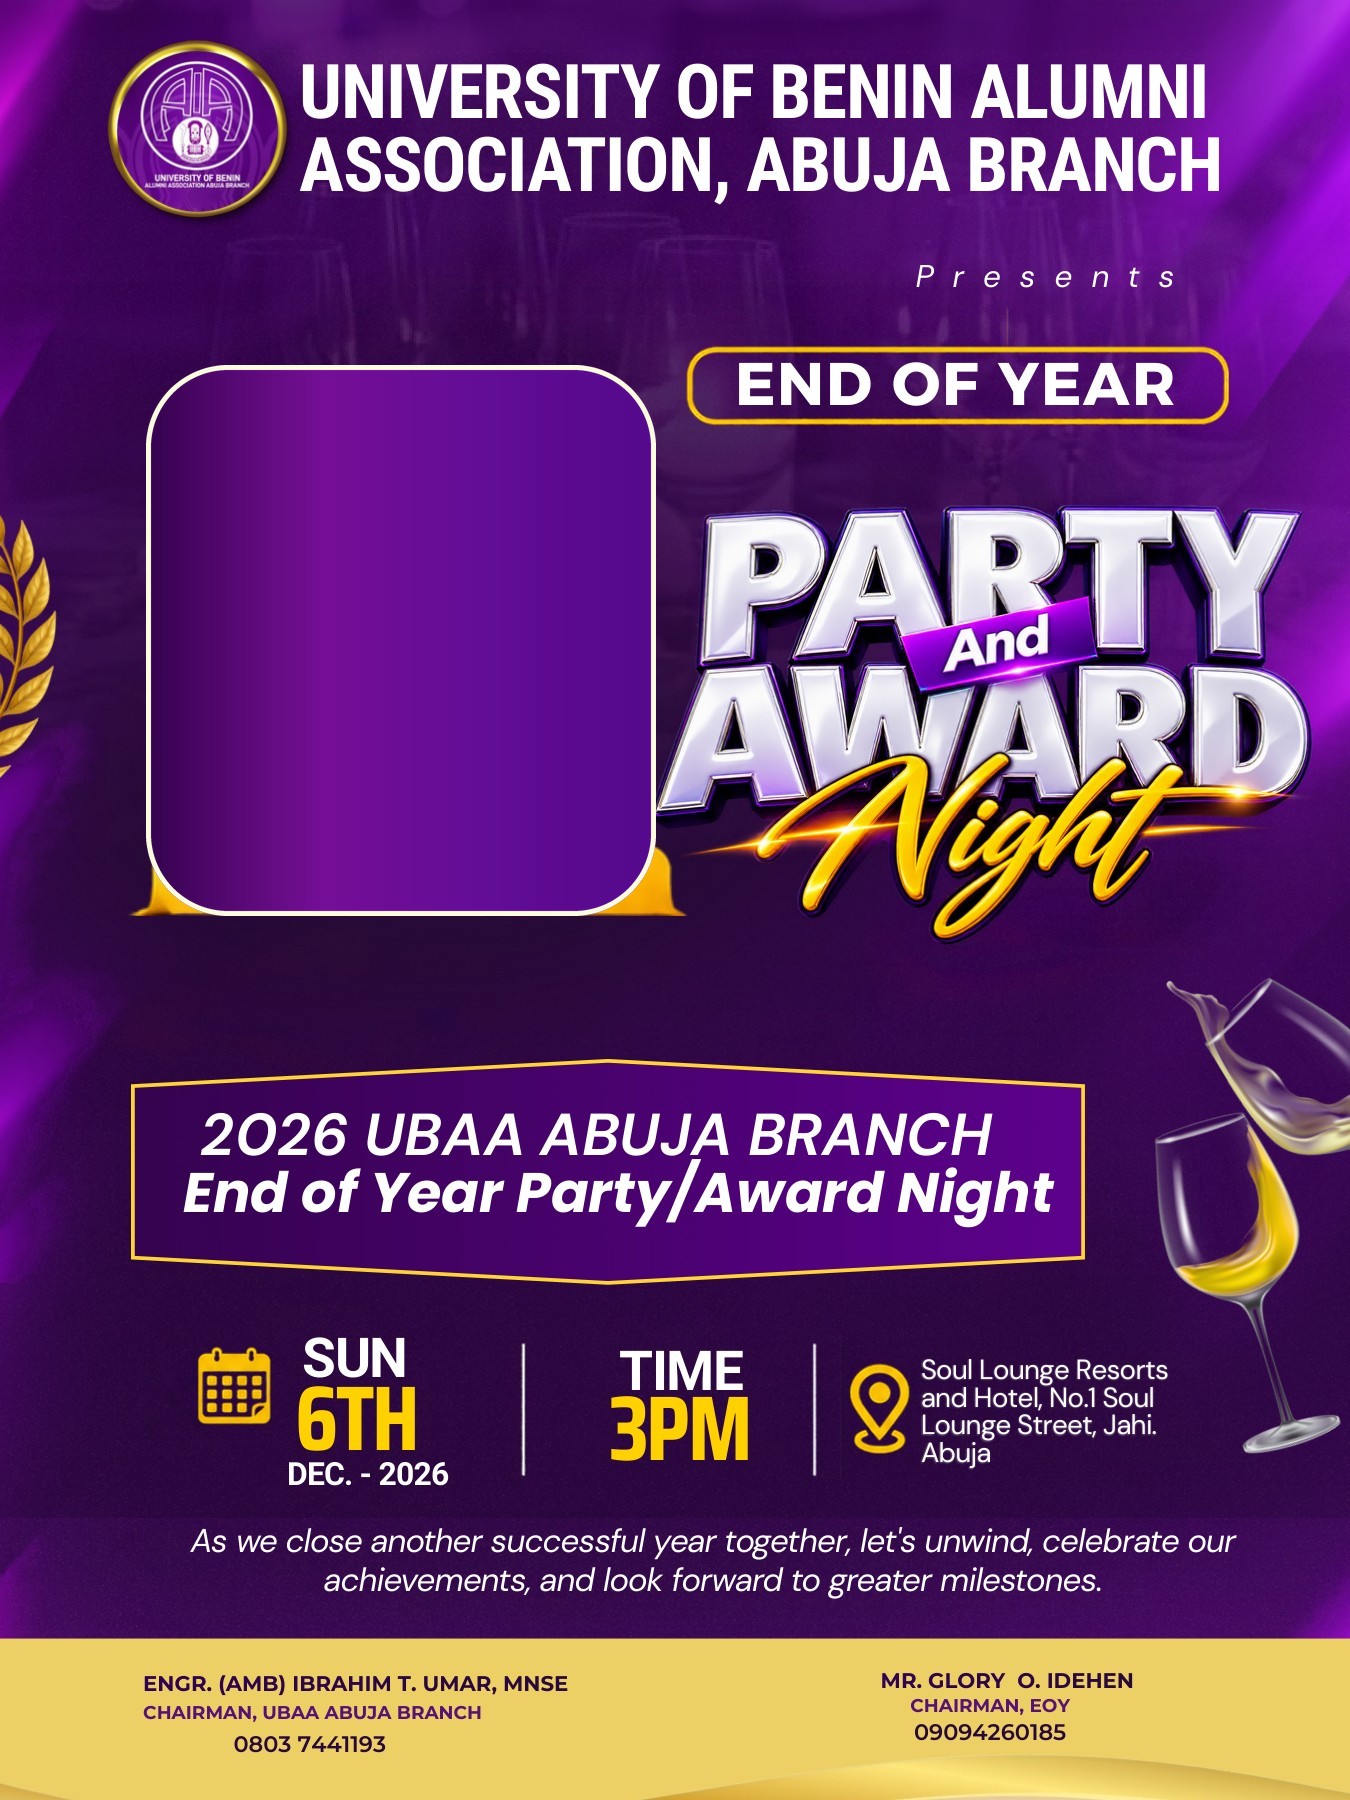 UNIVERSITY OF BENIN ALUMNI
ASSOCIATION, ABUJA BRANCH
UNIVERSITY OF BENIN
ALUMNI ASSOCIATION ABUJA BRANCH
Presents
END OF YEAR
PARTY
And
AWARD
Night
2026 UBAA ABUJA BRANCH
End of Year Party/Award Night
SUN
6TH
DEC. - 2026
TIME
3PM
Soul Lounge Resorts
and Hotel, No.1 Soul
Lounge Street, Jahi.
Abuja
As we close another successful year together, let's unwind, celebrate our
achievements, and look forward to greater milestones.
ENGR. (AMB) IBRAHIM T. UMAR, MNSE
CHAIRMAN, UBAA ABUJA BRANCH
0803 7441193
MR. GLORY O. IDEHEN
CHAIRMAN, EOY
09094260185